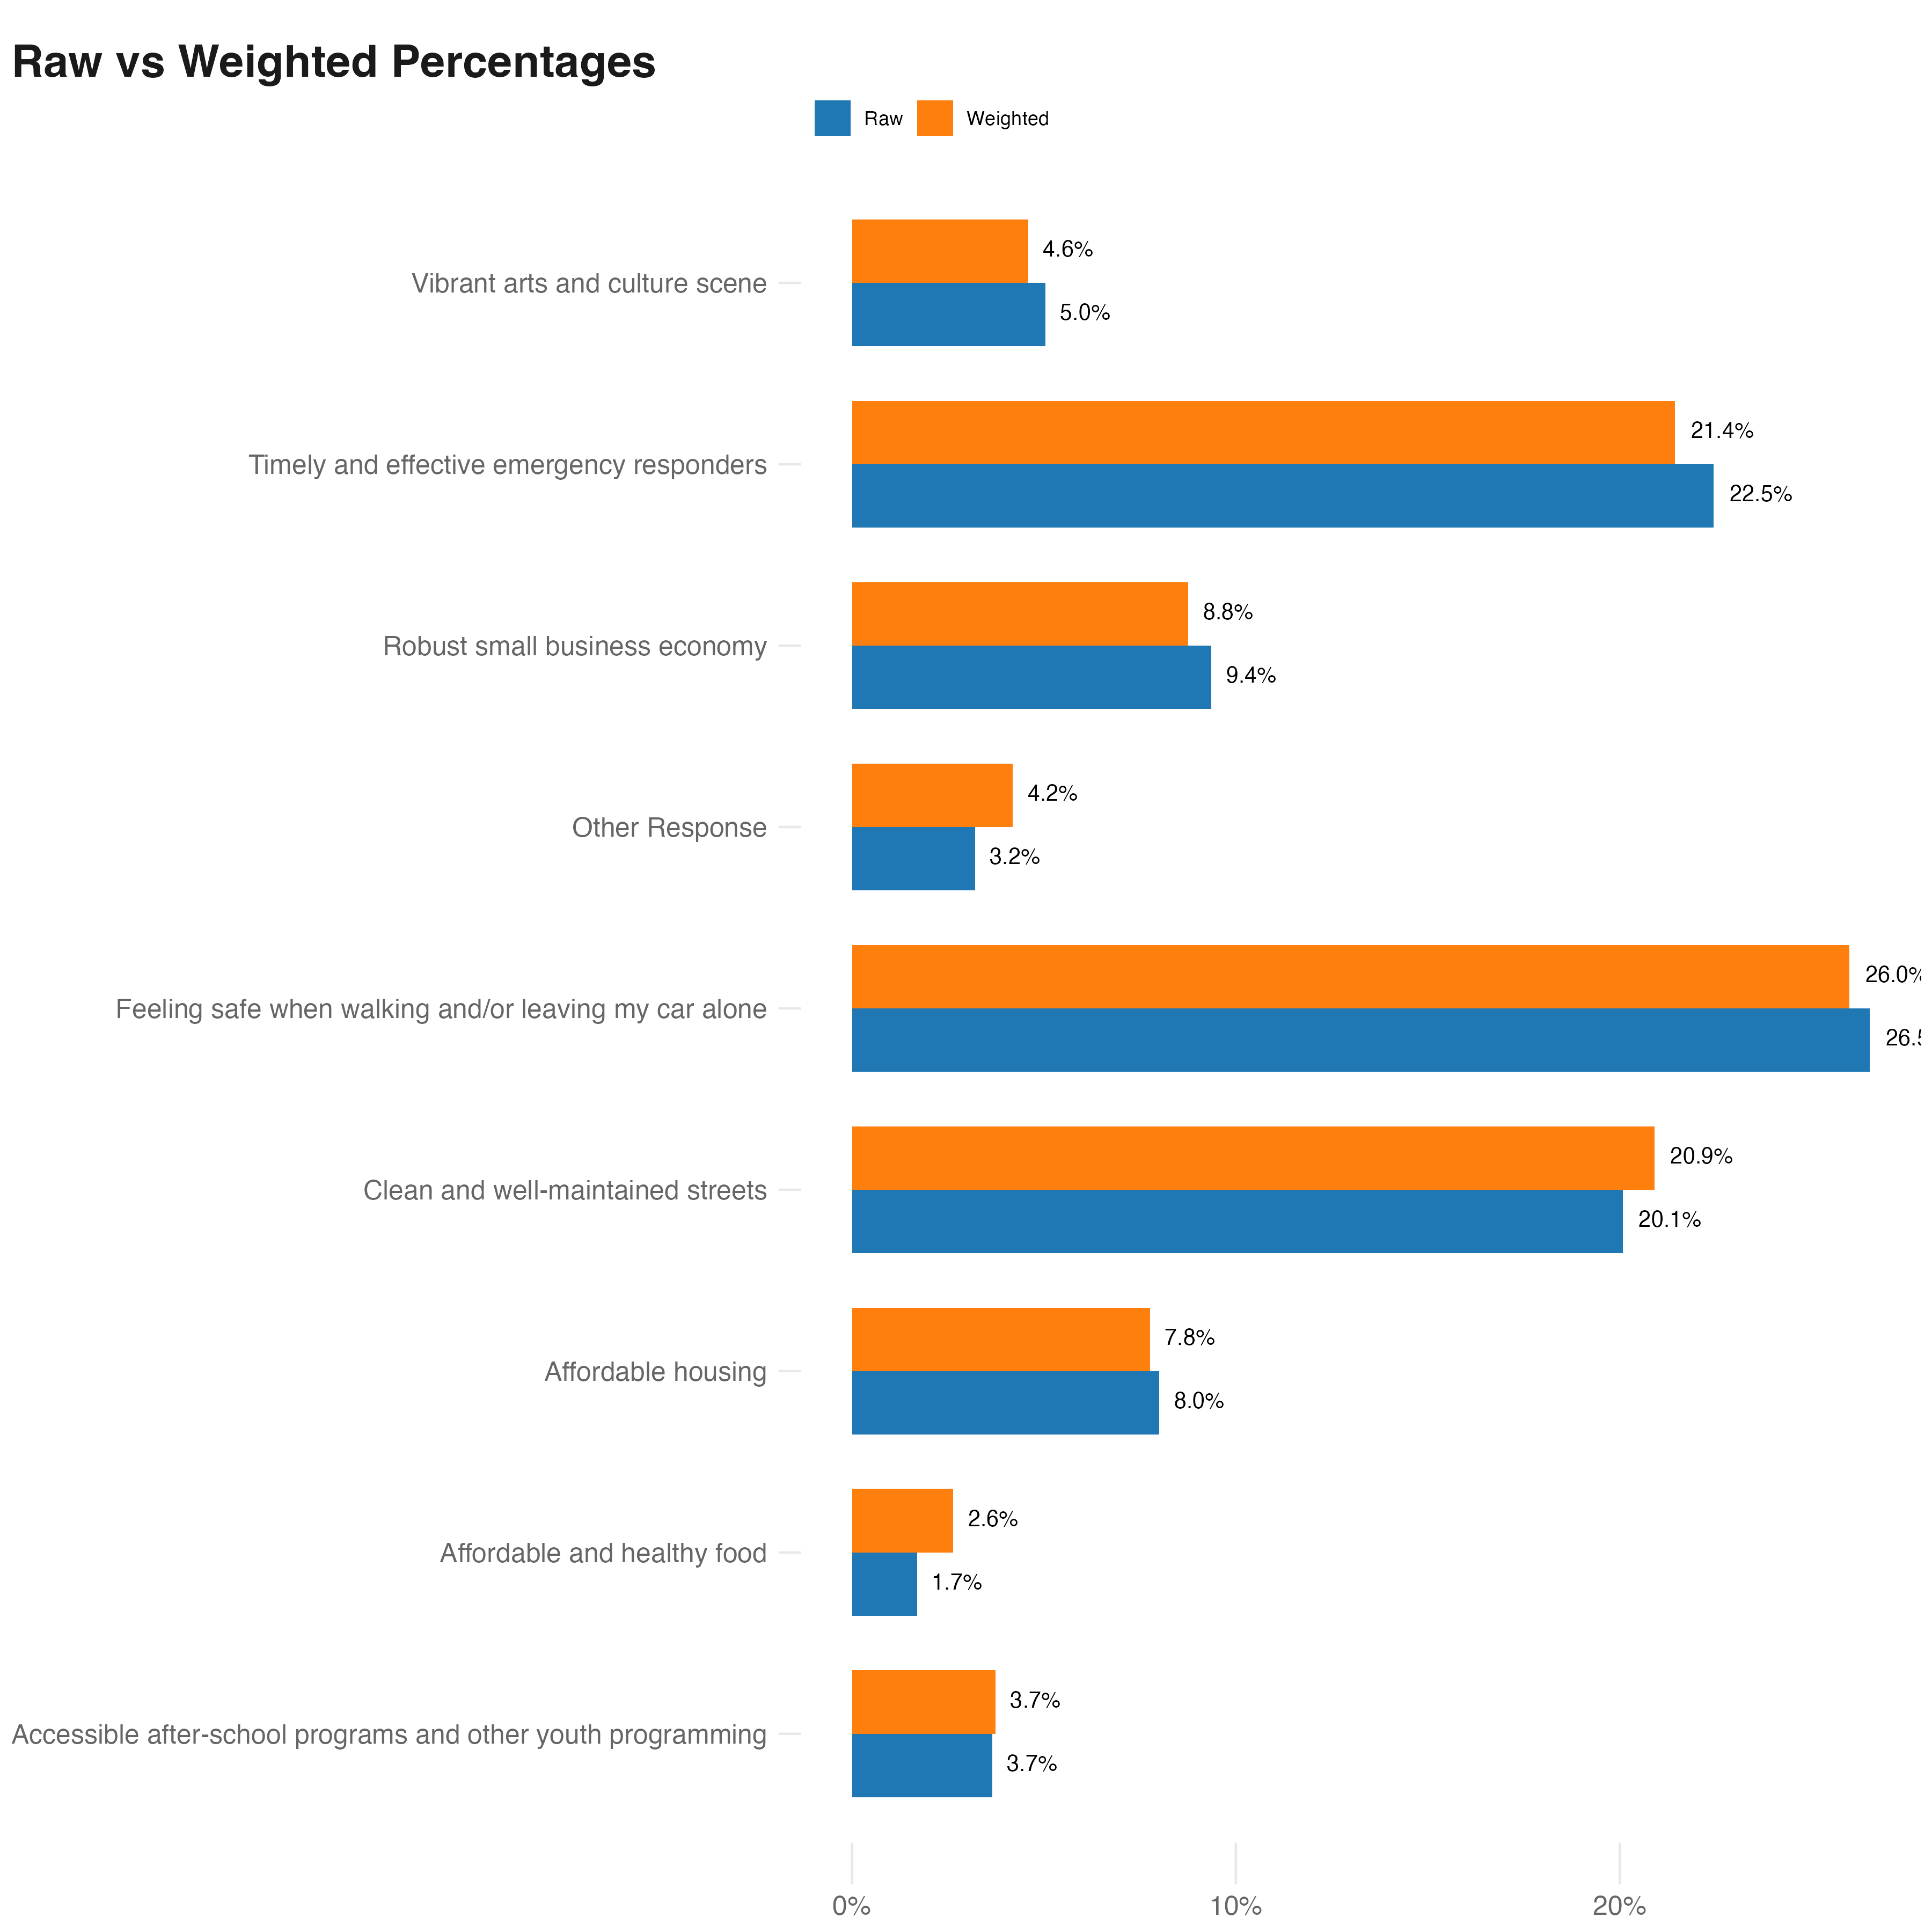 Raw vs Weighted Percentages
Raw Weighted
Vibrant arts and culture scene
4.6%
5.0%
Timely and effective emergency responders
21.4%
22.5%
Robust small business economy
8.8%
9.4%
Other Response
4.2%
3.2%
Feeling safe when walking and/or leaving my car alone
26.0%
26.5
Clean and well-maintained streets
20.9%
20.1%
Affordable housing
7.8%
8.0%
Affordable and healthy food
2.6%
1.7%
Accessible after-school programs and other youth programming
3.7%
3.7%
0% 10% 20%